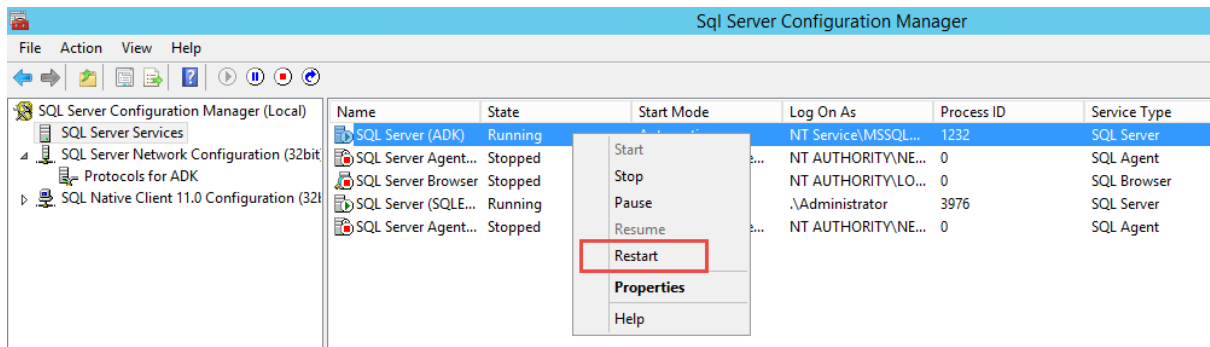 Sql Server Configuration Manager
File Action View Help
SQL Server Configuration Manager (Local)
SQL Server Services
SQL Server Network Configuration (32bit
Protocols for ADK
SQL Native Client 11.0 Configuration (32b
Name State Start Mode Log On As Process ID Service Type
SQL Server (ADK) Running NT Service\MSSQL... 1232 SQL Server
SQL Server Agent... Stopped e... NT AUTHORITY\NE... 0 SQL Agent
SQL Server Browser Stopped NT AUTHORITY\LO... 0 SQL Browser
SQL Server (SQLE... Running .\Administrator 3976 SQL Server
SQL Server Agent... Stopped e... NT AUTHORITY\NE... 0 SQL Agent
Start
Stop
Pause
Resume
Restart
Properties
Help